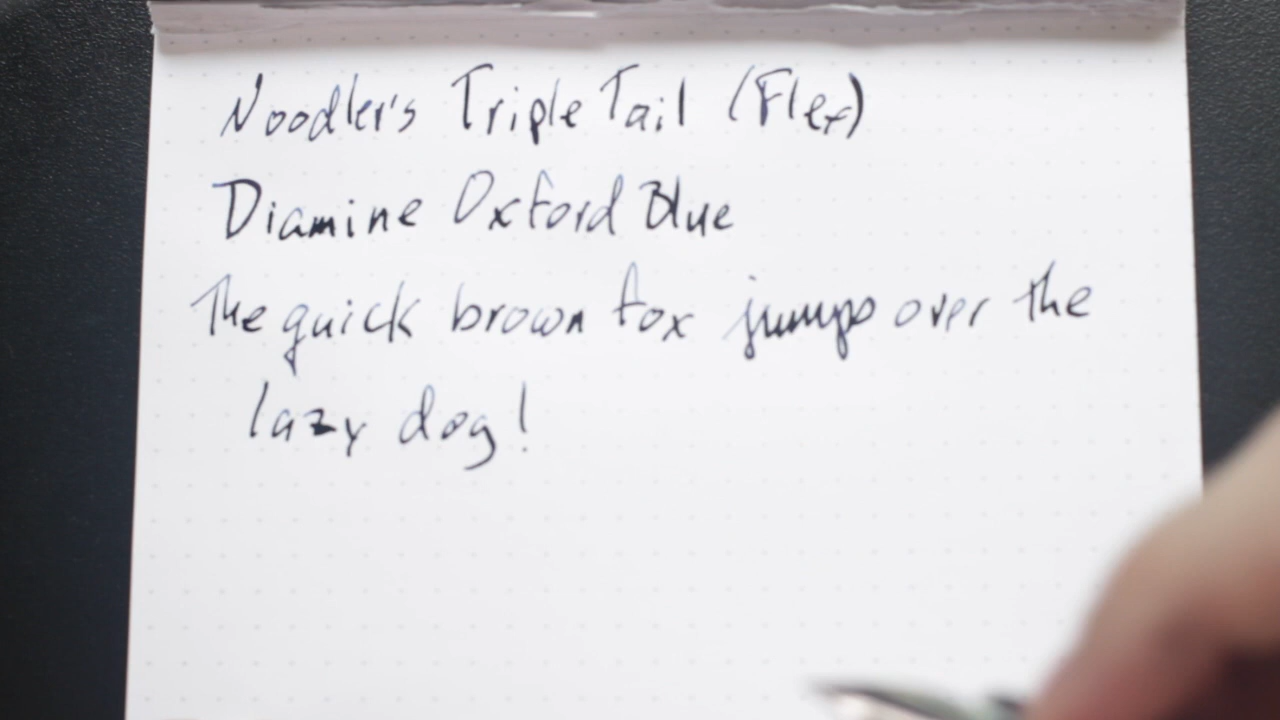 Noodler's Triple Tail (Flex)
Diamine Oxford Blue
The quick brown fox jumps over the
lazy dog!